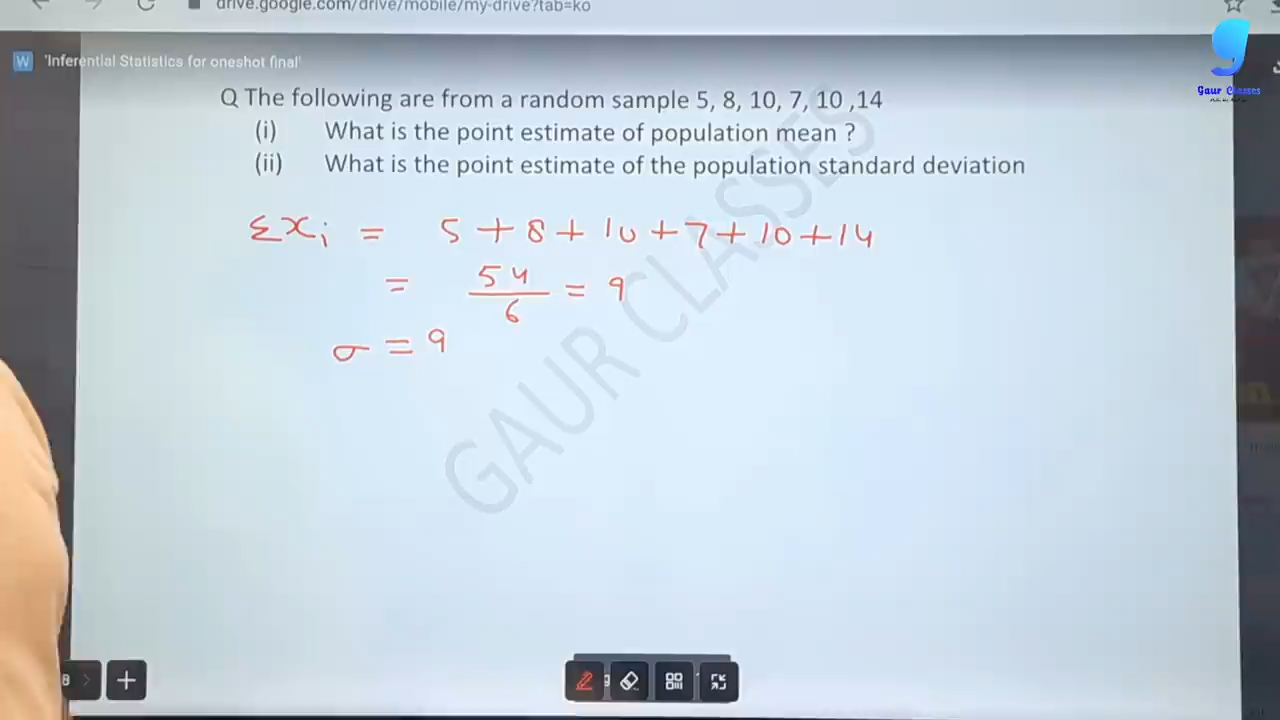 drive.google.com/drive/mobile/my-drive?tab=ko
W 'Inferential Statistics for oneshot final'
g
Gaur Classes
Q The following are from a random sample 5, 8, 10, 7, 10 ,14
(i) What is the point estimate of population mean ?
(ii) What is the point estimate of the population standard deviation
Σxᵢ = 5 + 8 + 10 + 7 + 10 + 14
= 54/6 = 9
σ = 9
GAUR CLASSES
8 > +